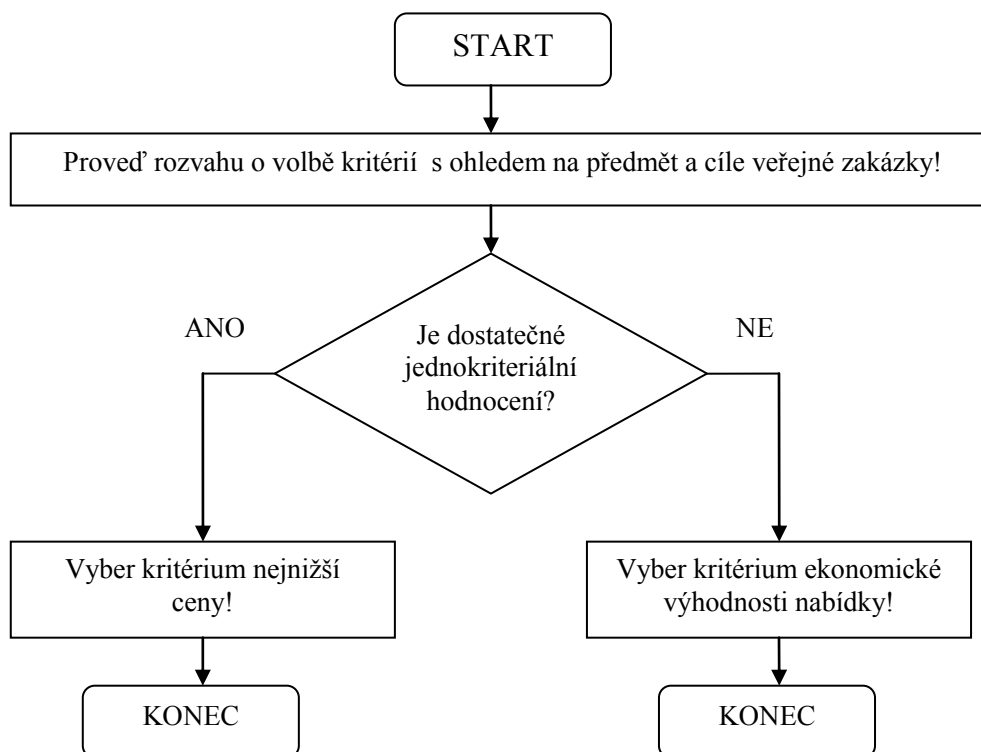 START
Proveď rozvahu o volbě kritérií s ohledem na předmět a cíle veřejné zakázky!
ANO
NE
Je dostatečné
jednokriteriální
hodnocení?
Vyber kritérium nejnižší
ceny!
Vyber kritérium ekonomické
výhodnosti nabídky!
KONEC
KONEC